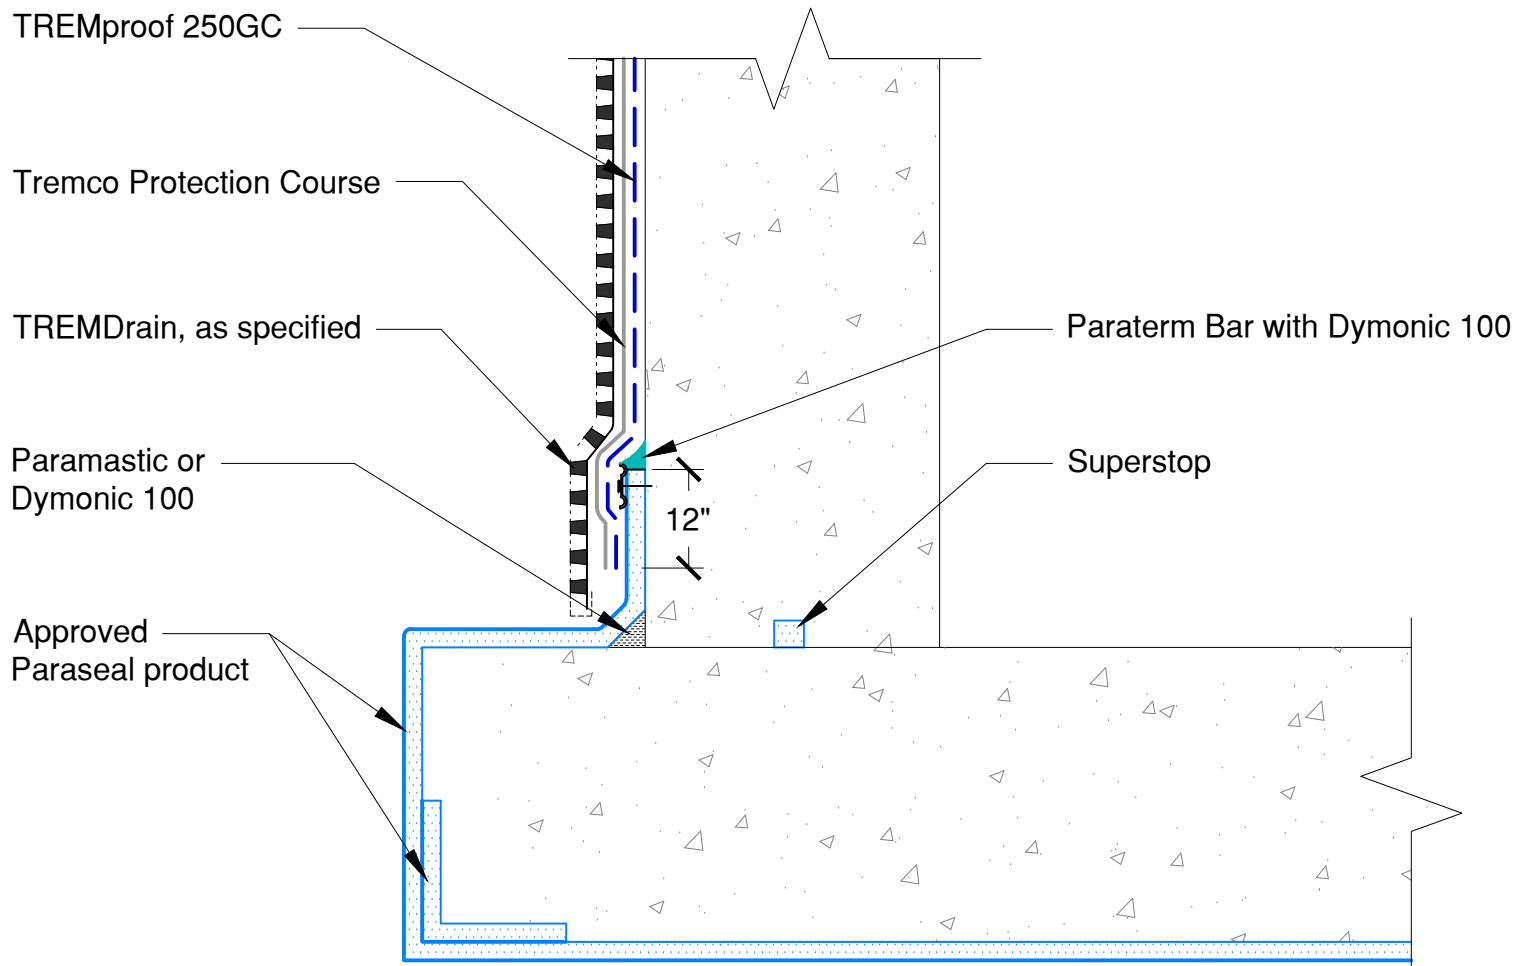 TREMproof 250GC
Tremco Protection Course
TREMDrain, as specified
Paraterm Bar with Dymonic 100
Paramastic or
Dymonic 100
Superstop
12"
Approved
Paraseal product